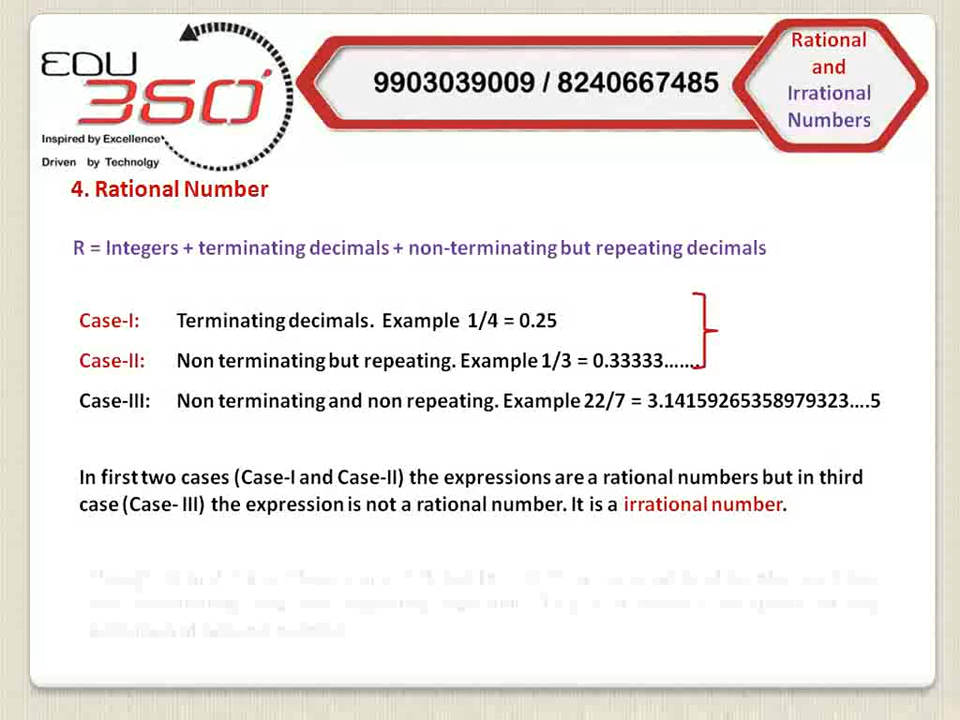 EDU
360°
Inspired by Excellence
Driven by Technolgy
9903039009 / 8240667485
Rational
and
Irrational
Numbers
4. Rational Number
R = Integers + terminating decimals + non-terminating but repeating decimals
Case-I: Terminating decimals. Example 1/4 = 0.25
Case-II: Non terminating but repeating. Example 1/3 = 0.33333.......
Case-III: Non terminating and non repeating. Example 22/7 = 3.14159265358979323....5
In first two cases (Case-I and Case-II) the expressions are a rational numbers but in third
case (Case- III) the expression is not a rational number. It is a irrational number.